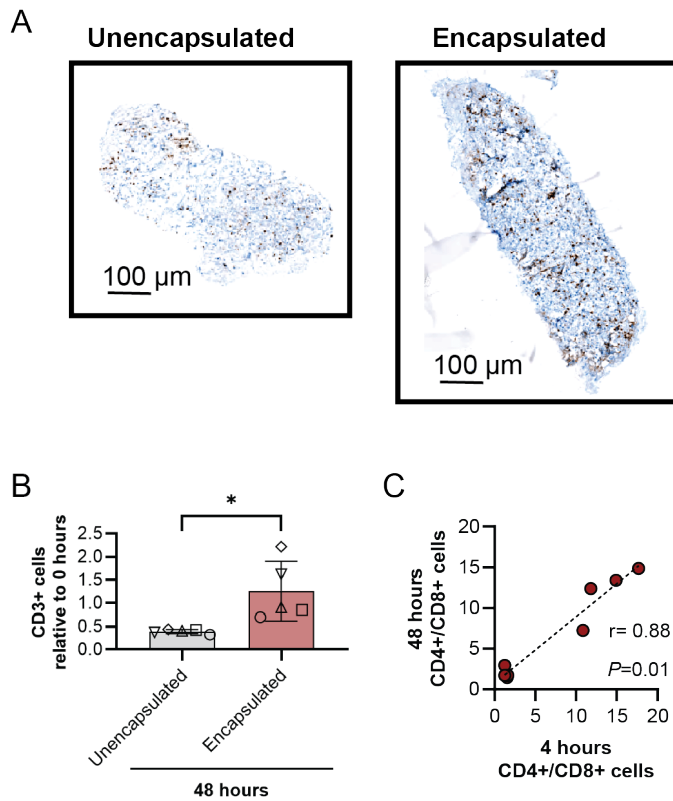 A
Unencapsulated
Encapsulated
100 µm
100 µm
B
*
CD3+ cells
relative to 0 hours
2.5
2.0
1.5
1.0
0.5
0.0
Unencapsulated
Encapsulated
48 hours
C
48 hours
CD4+/CD8+ cells
20
15
10
5
0
r= 0.88
P=0.01
0 5 10 15 20
4 hours
CD4+/CD8+ cells